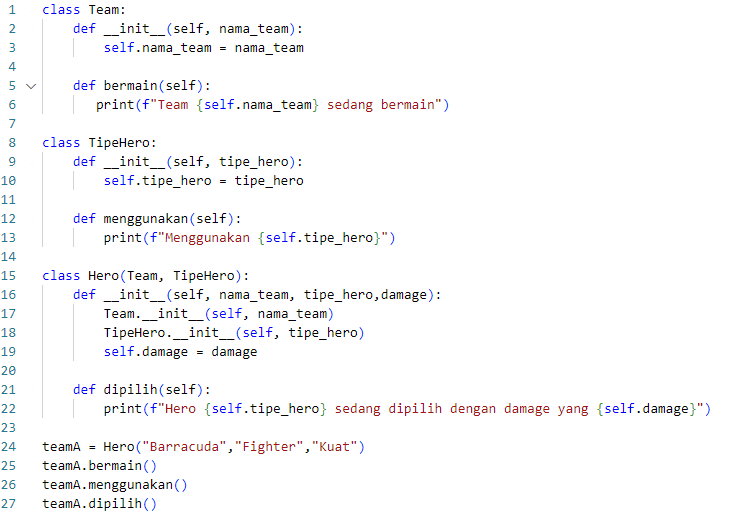 1 class Team:
2     def __init__(self, nama_team):
3         self.nama_team = nama_team
4
5     def bermain(self):
6        print(f"Team {self.nama_team} sedang bermain")
7
8 class TipeHero:
9     def __init__(self, tipe_hero):
10         self.tipe_hero = tipe_hero
11
12     def menggunakan(self):
13         print(f"Menggunakan {self.tipe_hero}")
14
15 class Hero(Team, TipeHero):
16     def __init__(self, nama_team, tipe_hero,damage):
17         Team.__init__(self, nama_team)
18         TipeHero.__init__(self, tipe_hero)
19         self.damage = damage
20
21     def dipilih(self):
22         print(f"Hero {self.tipe_hero} sedang dipilih dengan damage yang {self.damage}")
23
24 teamA = Hero("Barracuda","Fighter","Kuat")
25 teamA.bermain()
26 teamA.menggunakan()
27 teamA.dipilih()